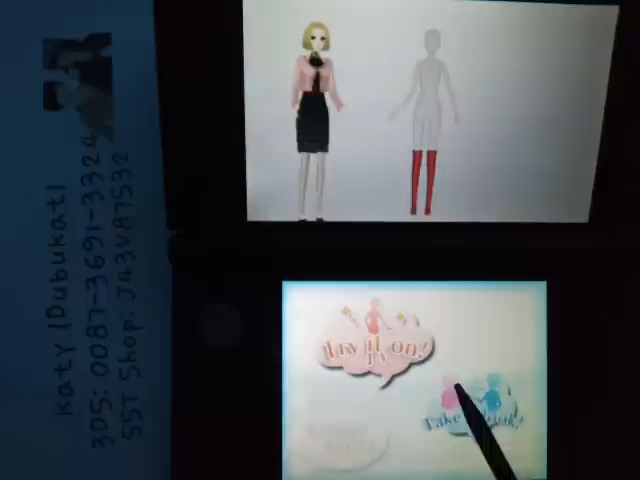 Katy (Dubukat)
3DS: 0087-3691-3324
SST Shop: J43V87532
Try it on!
Take a look!